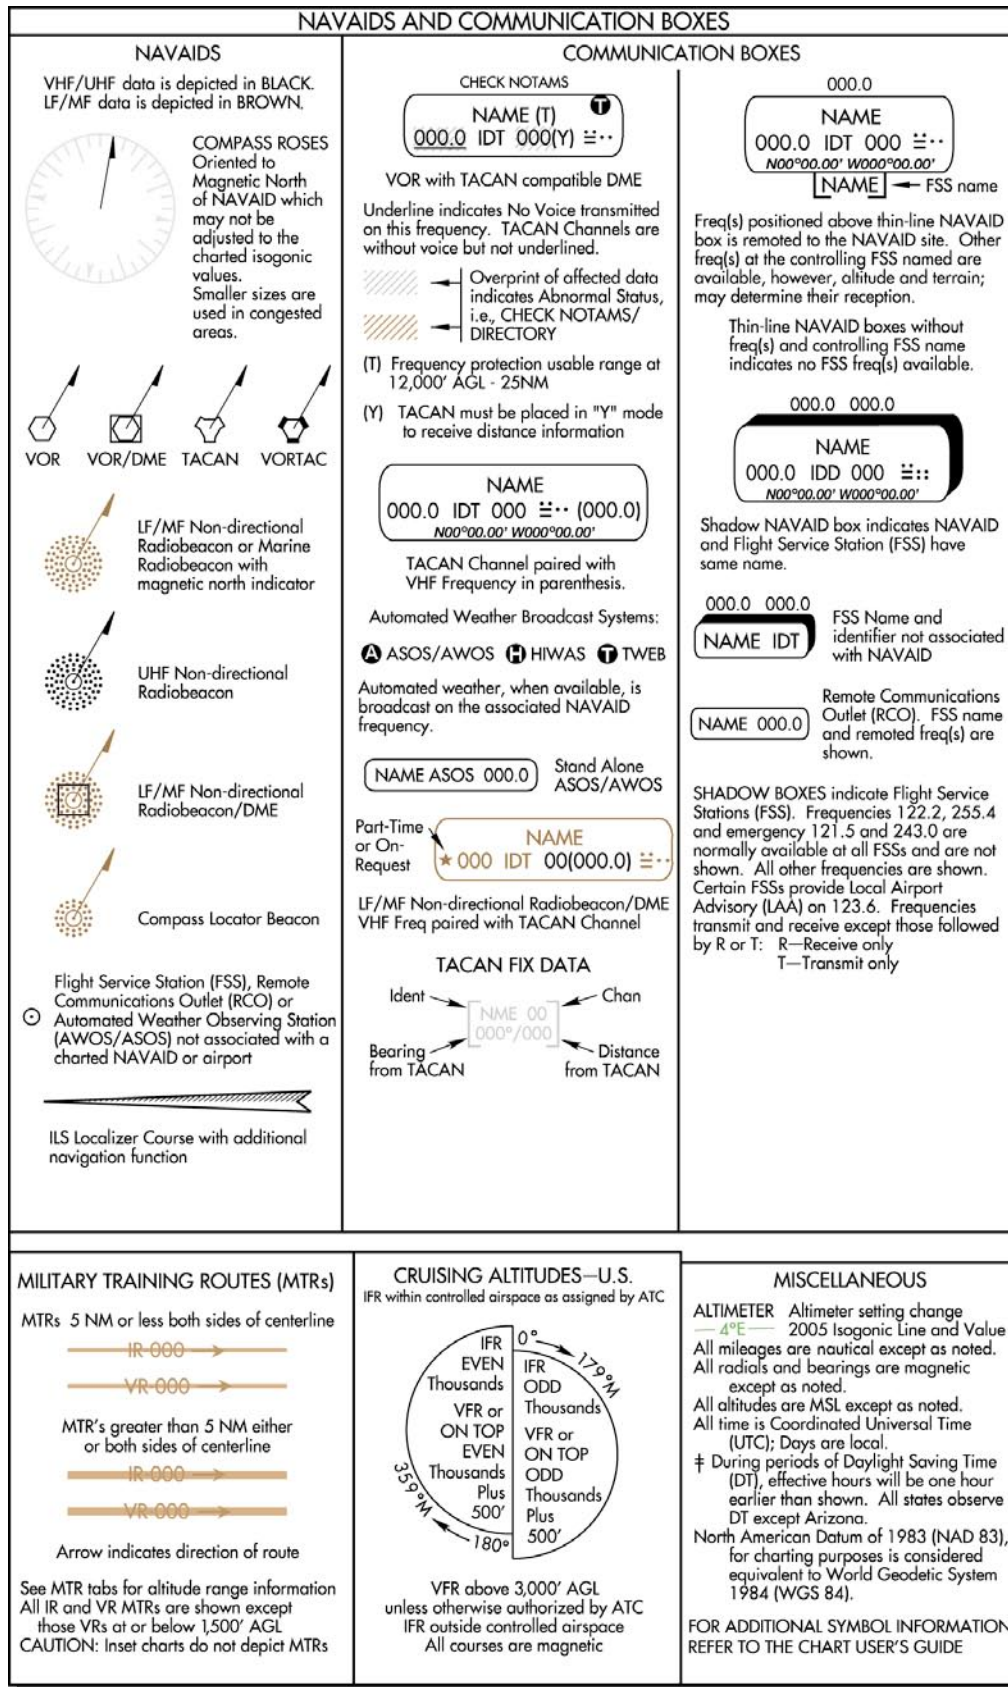 NAVAIDS AND COMMUNICATION BOXES
NAVAIDS
VHF/UHF data is depicted in BLACK.
LF/MF data is depicted in BROWN.
COMPASS ROSES
Oriented to
Magnetic North
of NAVAID which
may not be
adjusted to the
charted isogonic
values.
Smaller sizes are
used in congested
areas.
VOR VOR/DME TACAN VORTAC
LF/MF Non-directional
Radiobeacon or Marine
Radiobeacon with
magnetic north indicator
UHF Non-directional
Radiobeacon
LF/MF Non-directional
Radiobeacon/DME
Compass Locator Beacon
Flight Service Station (FSS), Remote
Communications Outlet (RCO) or
Automated Weather Observing Station
(AWOS/ASOS) not associated with a
charted NAVAID or airport
ILS Localizer Course with additional
navigation function
COMMUNICATION BOXES
CHECK NOTAMS
T
NAME (T)
000.0 IDT 000(Y)
VOR with TACAN compatible DME
Underline indicates No Voice transmitted
on this frequency. TACAN Channels are
without voice but not underlined.
Overprint of affected data
indicates Abnormal Status,
i.e., CHECK NOTAMS/
DIRECTORY
(T) Frequency protection usable range at
12,000' AGL - 25NM
(Y) TACAN must be placed in "Y" mode
to receive distance information
NAME
000.0 IDT 000 (000.0)
N00°00.00' W000°00.00'
TACAN Channel paired with
VHF Frequency in parenthesis.
Automated Weather Broadcast Systems:
A ASOS/AWOS H HIWAS T TWEB
Automated weather, when available, is
broadcast on the associated NAVAID
frequency.
NAME ASOS 000.0
Stand Alone
ASOS/AWOS
Part-Time
or On-
Request
NAME
★ 000 IDT 00(000.0)
LF/MF Non-directional Radiobeacon/DME
VHF Freq paired with TACAN Channel
TACAN FIX DATA
Ident
Chan
NME 00
000°/000
Bearing
from TACAN
Distance
from TACAN
000.0
NAME
000.0 IDT 000
N00°00.00' W000°00.00'
NAME
FSS name
Freq(s) positioned above thin-line NAVAID
box is remoted to the NAVAID site. Other
freq(s) at the controlling FSS named are
available, however, altitude and terrain;
may determine their reception.
Thin-line NAVAID boxes without
freq(s) and controlling FSS name
indicates no FSS freq(s) available.
000.0 000.0
NAME
000.0 IDD 000
N00°00.00' W000°00.00'
Shadow NAVAID box indicates NAVAID
and Flight Service Station (FSS) have
same name.
000.0 000.0
NAME IDT
FSS Name and
identifier not associated
with NAVAID
NAME 000.0
Remote Communications
Outlet (RCO). FSS name
and remoted freq(s) are
shown.
SHADOW BOXES indicate Flight Service
Stations (FSS). Frequencies 122.2, 255.4
and emergency 121.5 and 243.0 are
normally available at all FSSs and are not
shown. All other frequencies are shown.
Certain FSSs provide Local Airport
Advisory (LAA) on 123.6. Frequencies
transmit and receive except those followed
by R or T: R—Receive only
T—Transmit only
MILITARY TRAINING ROUTES (MTRs)
MTRs 5 NM or less both sides of centerline
IR-000
VR-000
MTR's greater than 5 NM either
or both sides of centerline
IR-000
VR-000
Arrow indicates direction of route
See MTR tabs for altitude range information
All IR and VR MTRs are shown except
those VRs at or below 1,500' AGL
CAUTION: Inset charts do not depict MTRs
CRUISING ALTITUDES—U.S.
IFR within controlled airspace as assigned by ATC
359°M
180°
IFR
EVEN
Thousands
VFR or
ON TOP
EVEN
Thousands
Plus
500'
0°
179°M
IFR
ODD
Thousands
VFR or
ON TOP
ODD
Thousands
Plus
500'
VFR above 3,000' AGL
unless otherwise authorized by ATC
IFR outside controlled airspace
All courses are magnetic
MISCELLANEOUS
ALTIMETER Altimeter setting change
4°E 2005 Isogonic Line and Value
All mileages are nautical except as noted.
All radials and bearings are magnetic
except as noted.
All altitudes are MSL except as noted.
All time is Coordinated Universal Time
(UTC); Days are local.
‡ During periods of Daylight Saving Time
(DT), effective hours will be one hour
earlier than shown. All states observe
DT except Arizona.
North American Datum of 1983 (NAD 83),
for charting purposes is considered
equivalent to World Geodetic System
1984 (WGS 84).
FOR ADDITIONAL SYMBOL INFORMATION
REFER TO THE CHART USER'S GUIDE